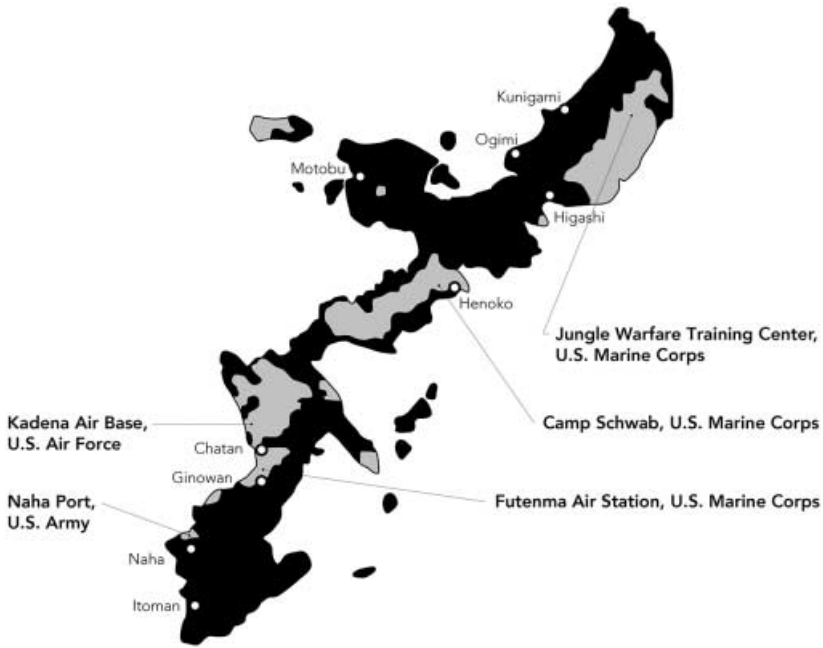 Kunigami
Ogimi
Motobu
Higashi
Henoko
Jungle Warfare Training Center,
U.S. Marine Corps
Kadena Air Base,
U.S. Air Force
Camp Schwab, U.S. Marine Corps
Chatan
Ginowan
Naha Port,
U.S. Army
Futenma Air Station, U.S. Marine Corps
Naha
Itoman